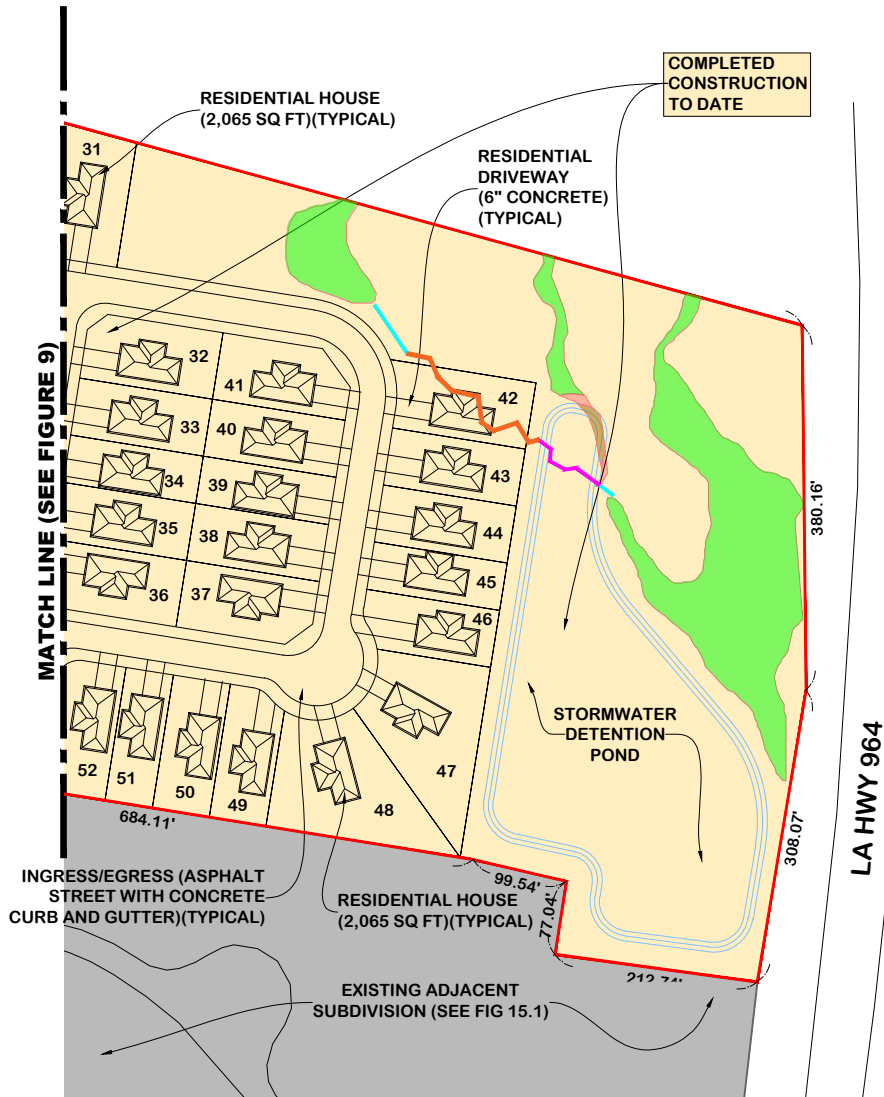 COMPLETED
CONSTRUCTION
TO DATE
RESIDENTIAL HOUSE
(2,065 SQ FT)(TYPICAL)
RESIDENTIAL
DRIVEWAY
(6" CONCRETE)
(TYPICAL)
31
32
41
42
33
40
43
34
39
44
35
38
45
36
37
46
47
48
49
50
51
52
MATCH LINE (SEE FIGURE 9)
380.16'
STORMWATER
DETENTION
POND
LA HWY 964
308.07'
684.11'
99.54'
77.04'
212.74'
INGRESS/EGRESS (ASPHALT
STREET WITH CONCRETE
CURB AND GUTTER)(TYPICAL)
RESIDENTIAL HOUSE
(2,065 SQ FT)(TYPICAL)
EXISTING ADJACENT
SUBDIVISION (SEE FIG 15.1)